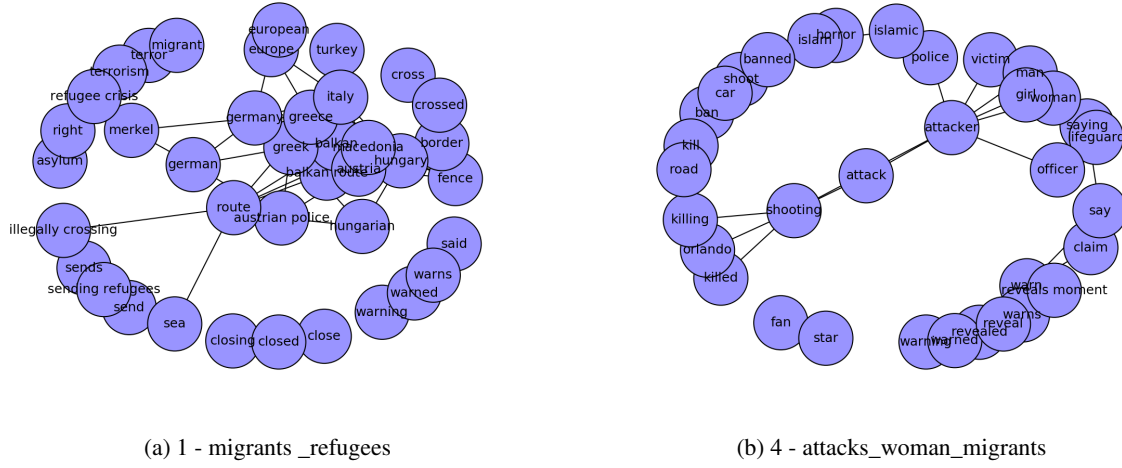 european
europe
turkey
migrant
terror
terrorism
refugee crisis
right
asylum
merkel
cross
crossed
italy
germany
greece
greek
german
balkan
macedonia
austria
hungary
border
fence
balkan route
route
austrian police
hungarian
illegally crossing
sends
sending refugees
send
sea
closing
closed
close
said
warns
warned
warning
(a) 1 - migrants _refugees
islamic
horror
islam
banned
shoot
car
ban
kill
road
killing
orlando
killed
shooting
attack
attacker
police
victim
man
girl
woman
saying
lifeguard
officer
say
claim
warn
reveals moment
warns
reveal
revealed
warned
warning
fan
star
(b) 4 - attacks_woman_migrants